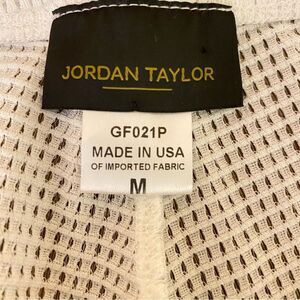 JORDAN TAYLOR
GF021P
MADE IN USA
OF IMPORTED FABRIC
M